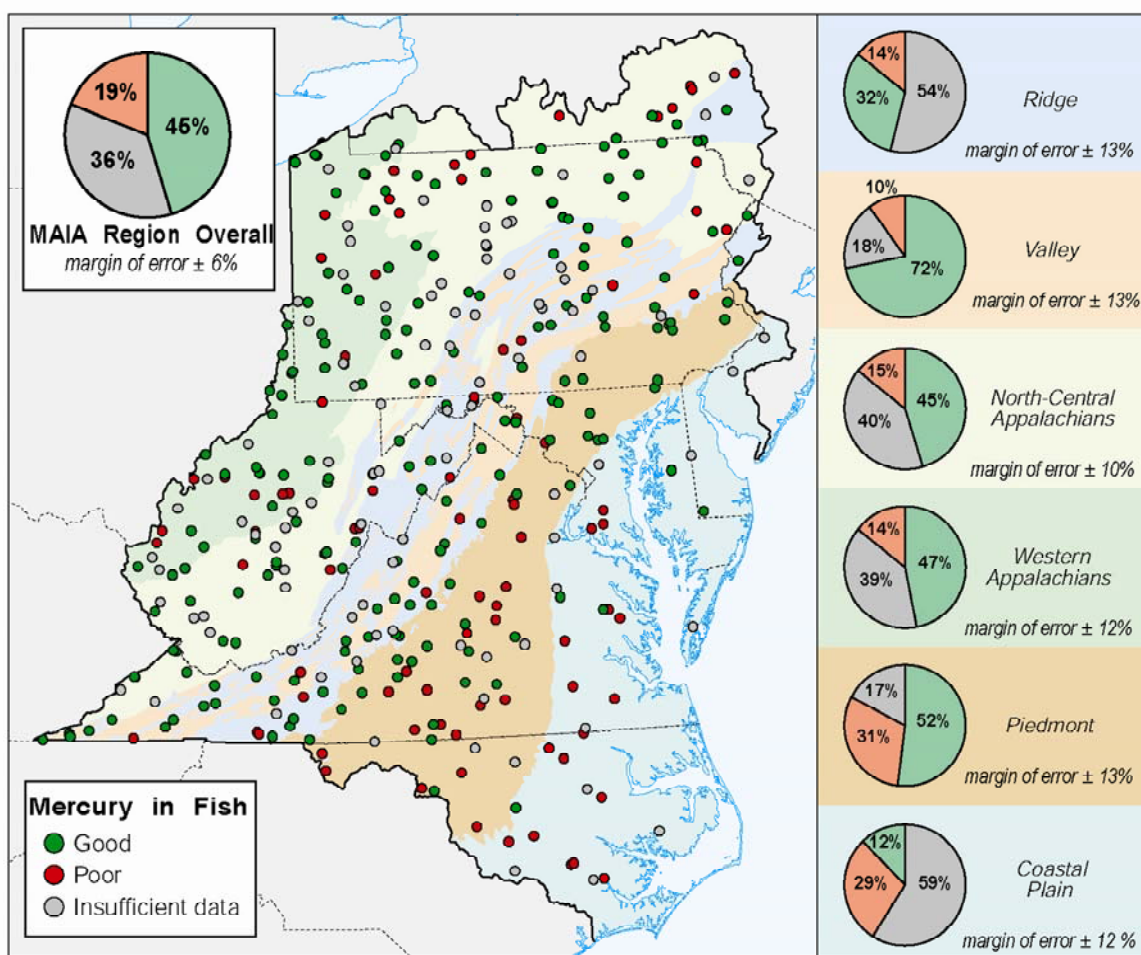 19%
46%
36%
MAIA Region Overall
margin of error ± 6%
Mercury in Fish
Good
Poor
Insufficient data
14%
32%
54%
Ridge
margin of error ± 13%
10%
18%
72%
Valley
margin of error ± 13%
15%
45%
40%
North-Central
Appalachians
margin of error ± 10%
14%
47%
39%
Western
Appalachians
margin of error ± 12%
17%
52%
31%
Piedmont
margin of error ± 13%
12%
29%
59%
Coastal
Plain
margin of error ± 12 %